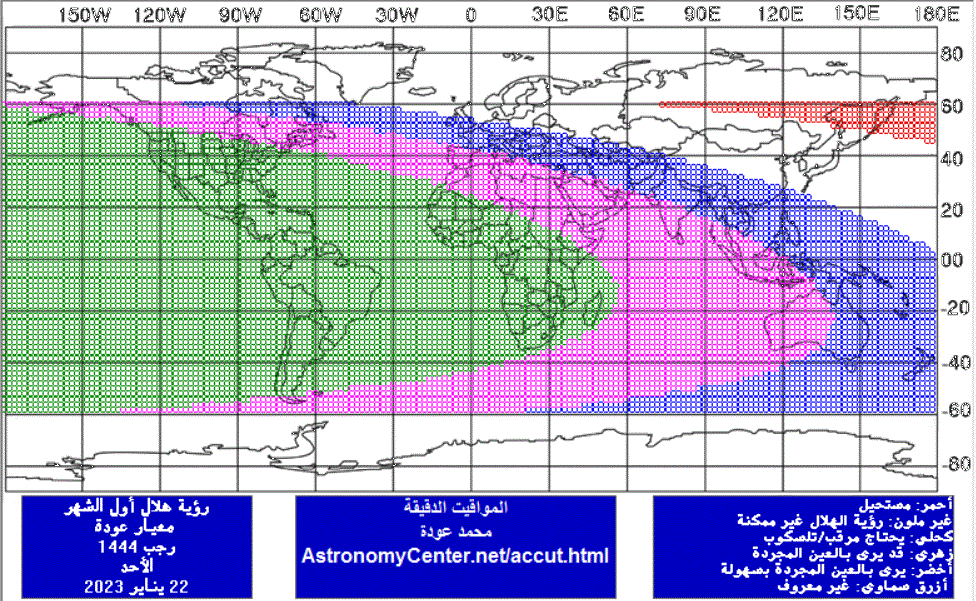 150W 120W 90W 60W 30W 0 30E 60E 90E 120E 150E 180E
80
60
40
20
00
-20
-40
-60
-80
رؤية هلال أول الشهر
معيار عودة
رجب 1444
الأحد
22 يناير 2023
المواقيت الدقيقة
محمد عودة
AstronomyCenter.net/accut.html
أحمر: مستحيل
غير ملون: رؤية الهلال غير ممكنة
كحلي: يحتاج مرقب/تلسكوب
زهري: قد يرى بالعين المجردة
أخضر: يرى بالعين المجردة بسهولة
أزرق سماوي: غير معروف